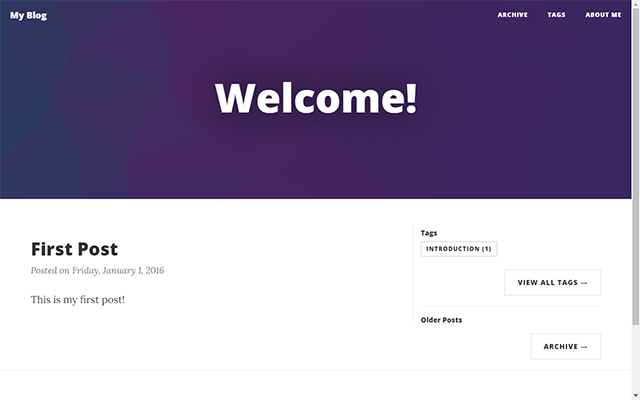 My Blog
ARCHIVE TAGS ABOUT ME
Welcome!
First Post
Posted on Friday, January 1, 2016
This is my first post!
Tags
INTRODUCTION (1)
VIEW ALL TAGS →
Older Posts
ARCHIVE →